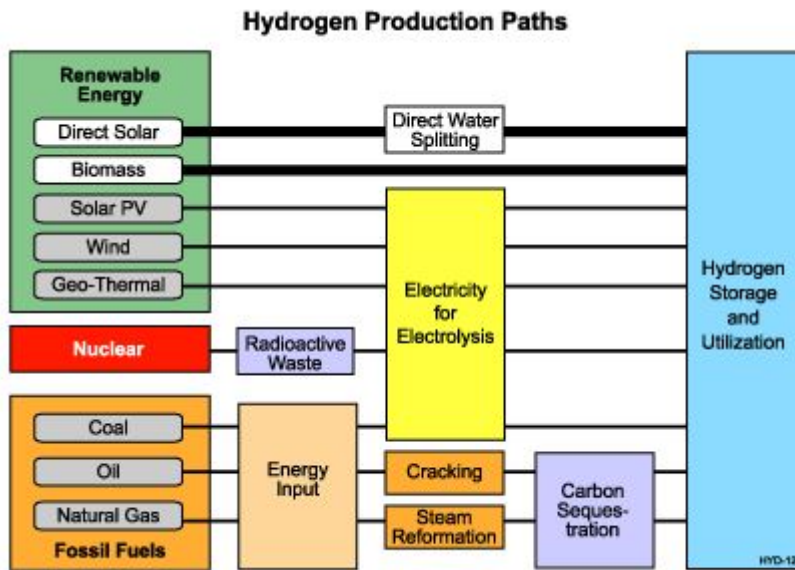 Hydrogen Production Paths
Renewable
Energy
Direct Solar
Direct Water
Splitting
Biomass
Solar PV
Wind
Geo-Thermal
Electricity
for
Electrolysis
Hydrogen
Storage
and
Utilization
Nuclear
Radioactive
Waste
Coal
Oil
Natural Gas
Fossil Fuels
Energy
Input
Cracking
Steam
Reformation
Carbon
Seques-
tration
HYD-12